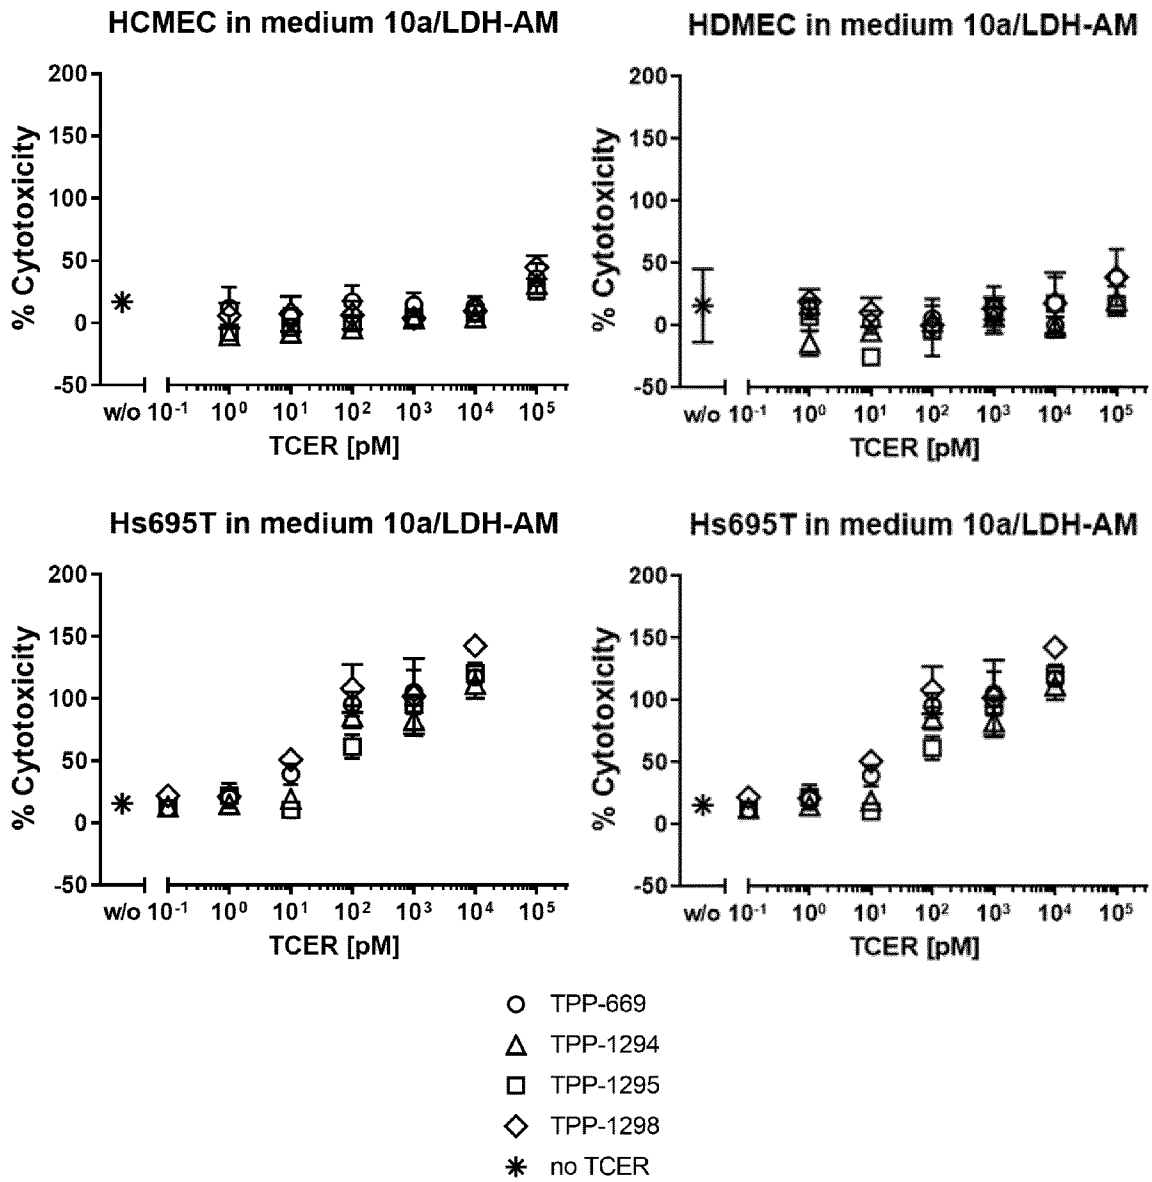 HCMEC in medium 10a/LDH-AM
% Cytotoxicity
200
150
100
50
0
-50
w/o 10⁻¹ 10⁰ 10¹ 10² 10³ 10⁴ 10⁵
TCER [pM]
HDMEC in medium 10a/LDH-AM
% Cytotoxicity
200
150
100
50
0
-50
w/o 10⁻¹ 10⁰ 10¹ 10² 10³ 10⁴ 10⁵
TCER [pM]
Hs695T in medium 10a/LDH-AM
% Cytotoxicity
200
150
100
50
0
-50
w/o 10⁻¹ 10⁰ 10¹ 10² 10³ 10⁴ 10⁵
TCER [pM]
Hs695T in medium 10a/LDH-AM
% Cytotoxicity
200
150
100
50
0
-50
w/o 10⁻¹ 10⁰ 10¹ 10² 10³ 10⁴ 10⁵
TCER [pM]
TPP-669
TPP-1294
TPP-1295
TPP-1298
no TCER